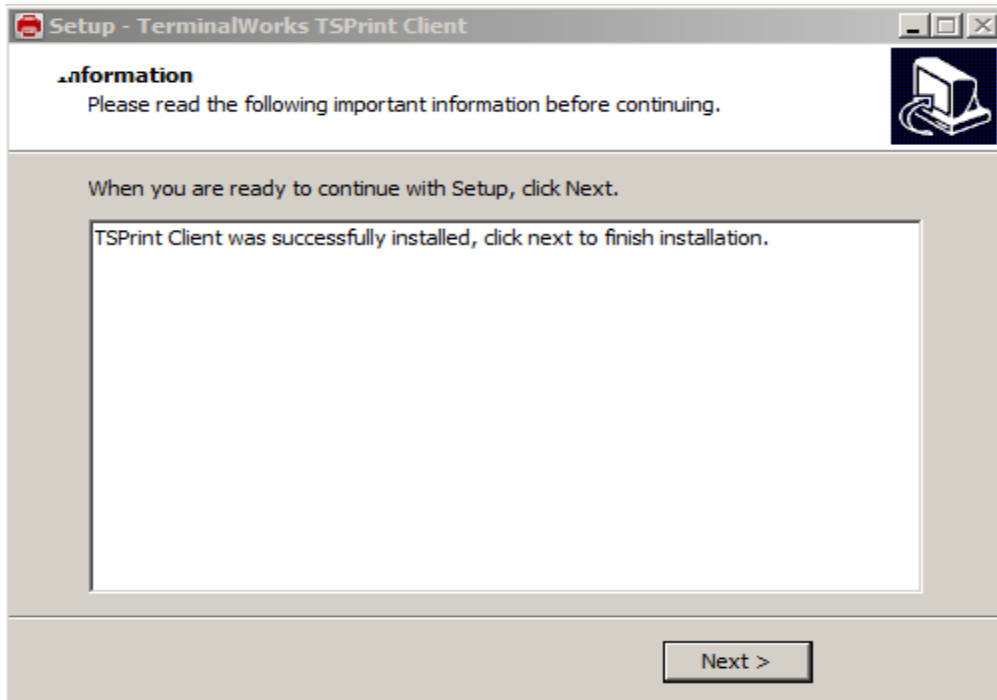 Setup - TerminalWorks TSPrint Client
Information
Please read the following important information before continuing.
When you are ready to continue with Setup, click Next.
TSPrint Client was successfully installed, click next to finish installation.
Next >